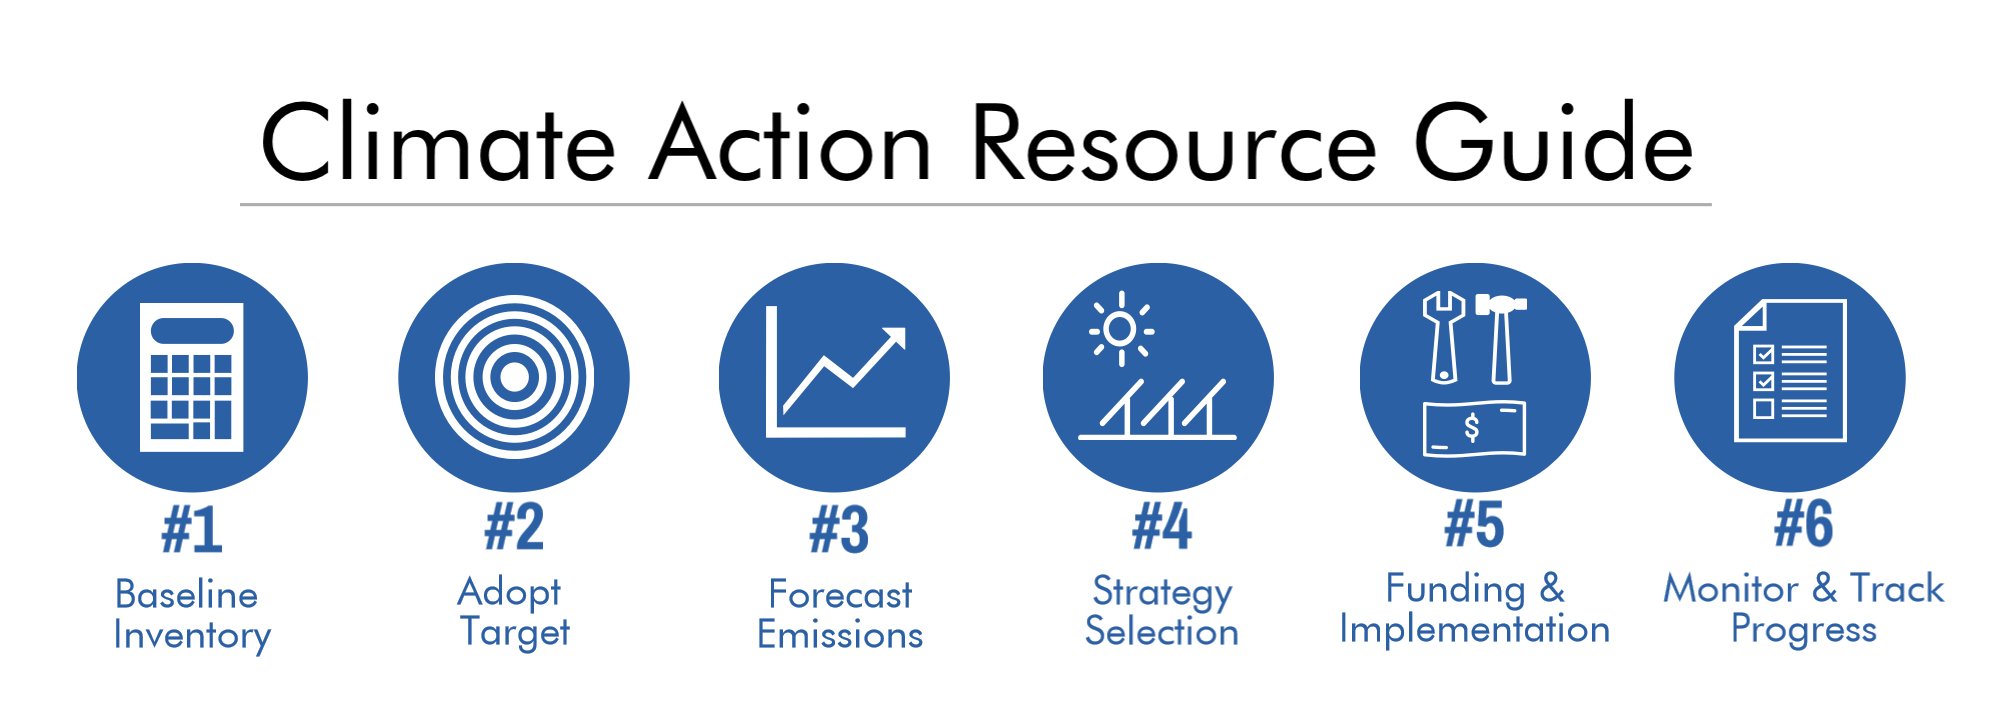 Climate Action Resource Guide
#1
Baseline
Inventory
#2
Adopt
Target
#3
Forecast
Emissions
#4
Strategy
Selection
$
#5
Funding &
Implementation
#6
Monitor & Track
Progress